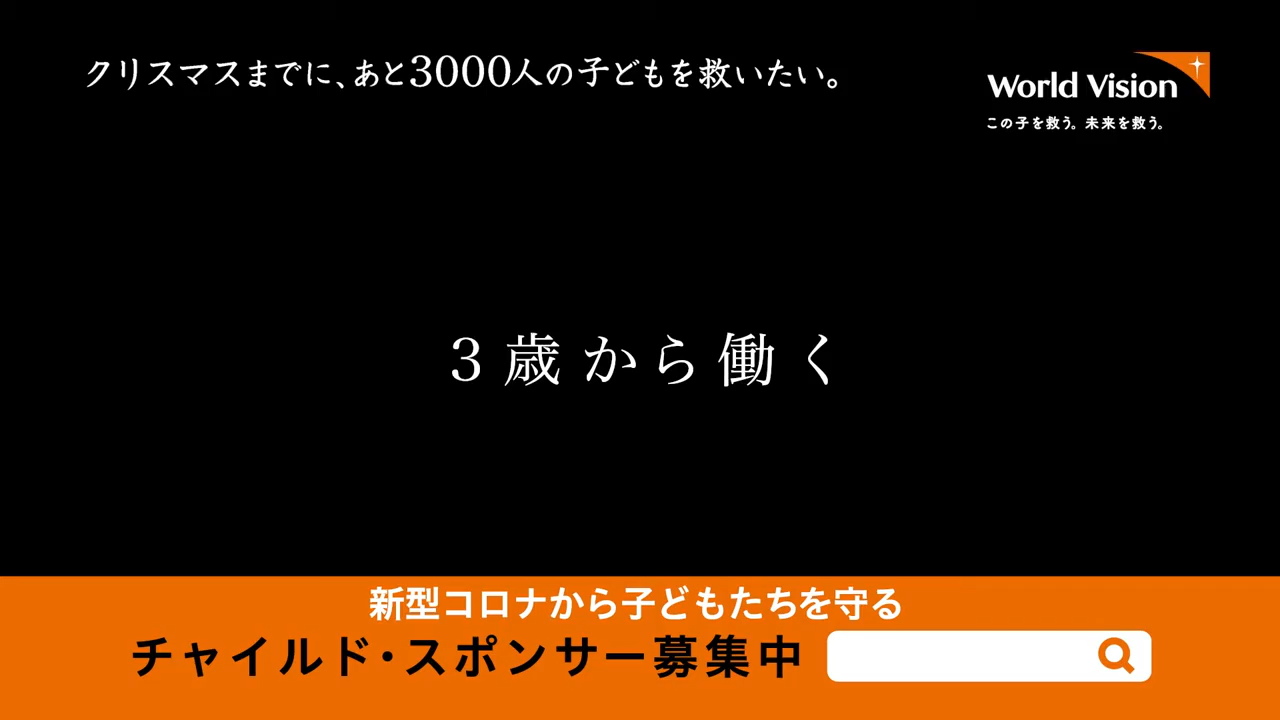 クリスマスまでに、あと3000人の子どもを救いたい。
World Vision
この子を救う。未来を救う。
3歳から働く
新型コロナから子どもたちを守る
チャイルド・スポンサー募集中